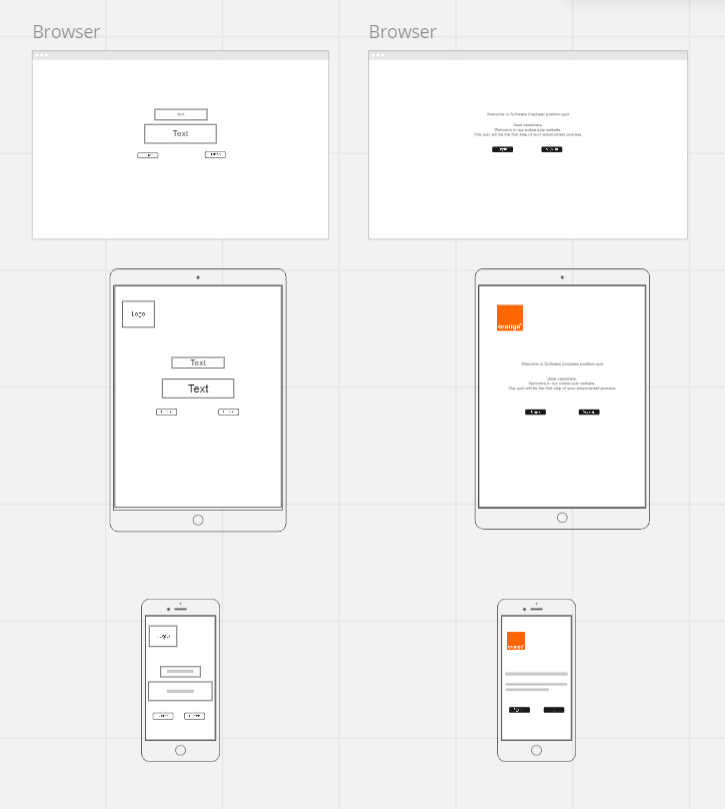 Browser
Browser
Text
Text
Welcome to Software Engineer position quiz
Dear candidate,
Welcome to our online quiz website.
This quiz will be the first step of your employment process.
Logo
orange
Text
Text
Welcome to Software Engineer position quiz
Dear candidate,
Welcome to our online quiz website.
This quiz will be the first step of your employment process
Logo
orange